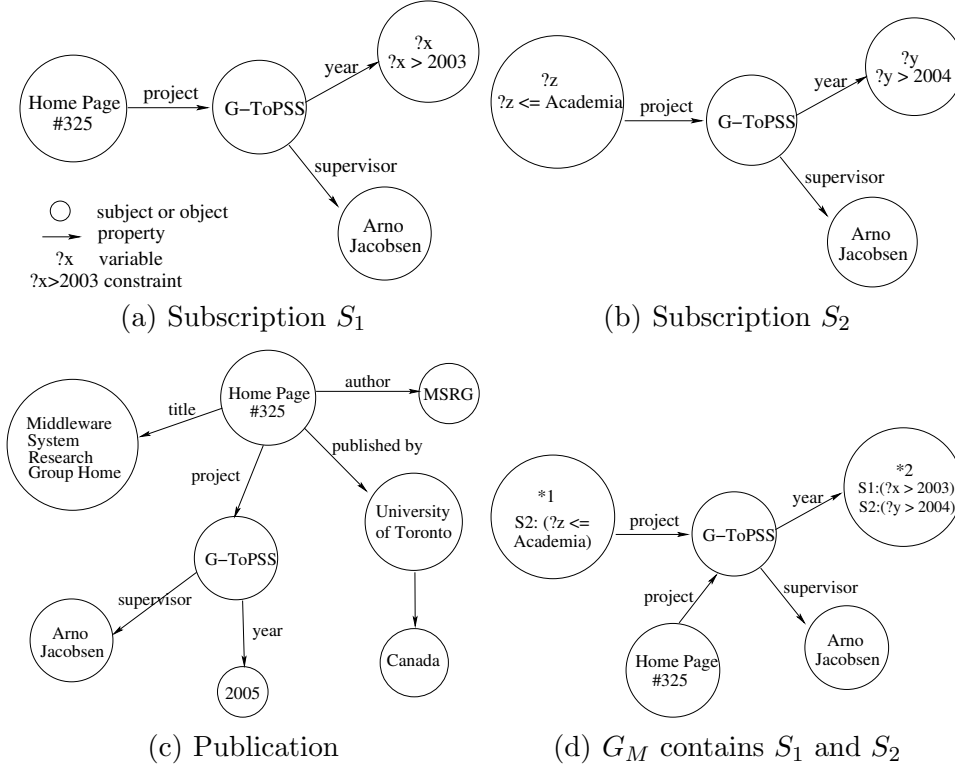 Home Page
#325
project
G-ToPSS
year
?x
?x > 2003
supervisor
Arno
Jacobsen
subject or object
property
?x variable
?x>2003 constraint
(a) Subscription S1
?z
?z <= Academia
project
G-ToPSS
year
?y
?y > 2004
supervisor
Arno
Jacobsen
(b) Subscription S2
Home Page
#325
author
MSRG
title
Middleware
System
Research
Group Home
published by
University
of Toronto
project
G-ToPSS
supervisor
Arno
Jacobsen
year
2005
Canada
(c) Publication
*1
S2: (?z <=
Academia)
project
G-ToPSS
year
*2
S1:(?x > 2003)
S2:(?y > 2004)
project
Home Page
#325
supervisor
Arno
Jacobsen
(d) GM contains S1 and S2